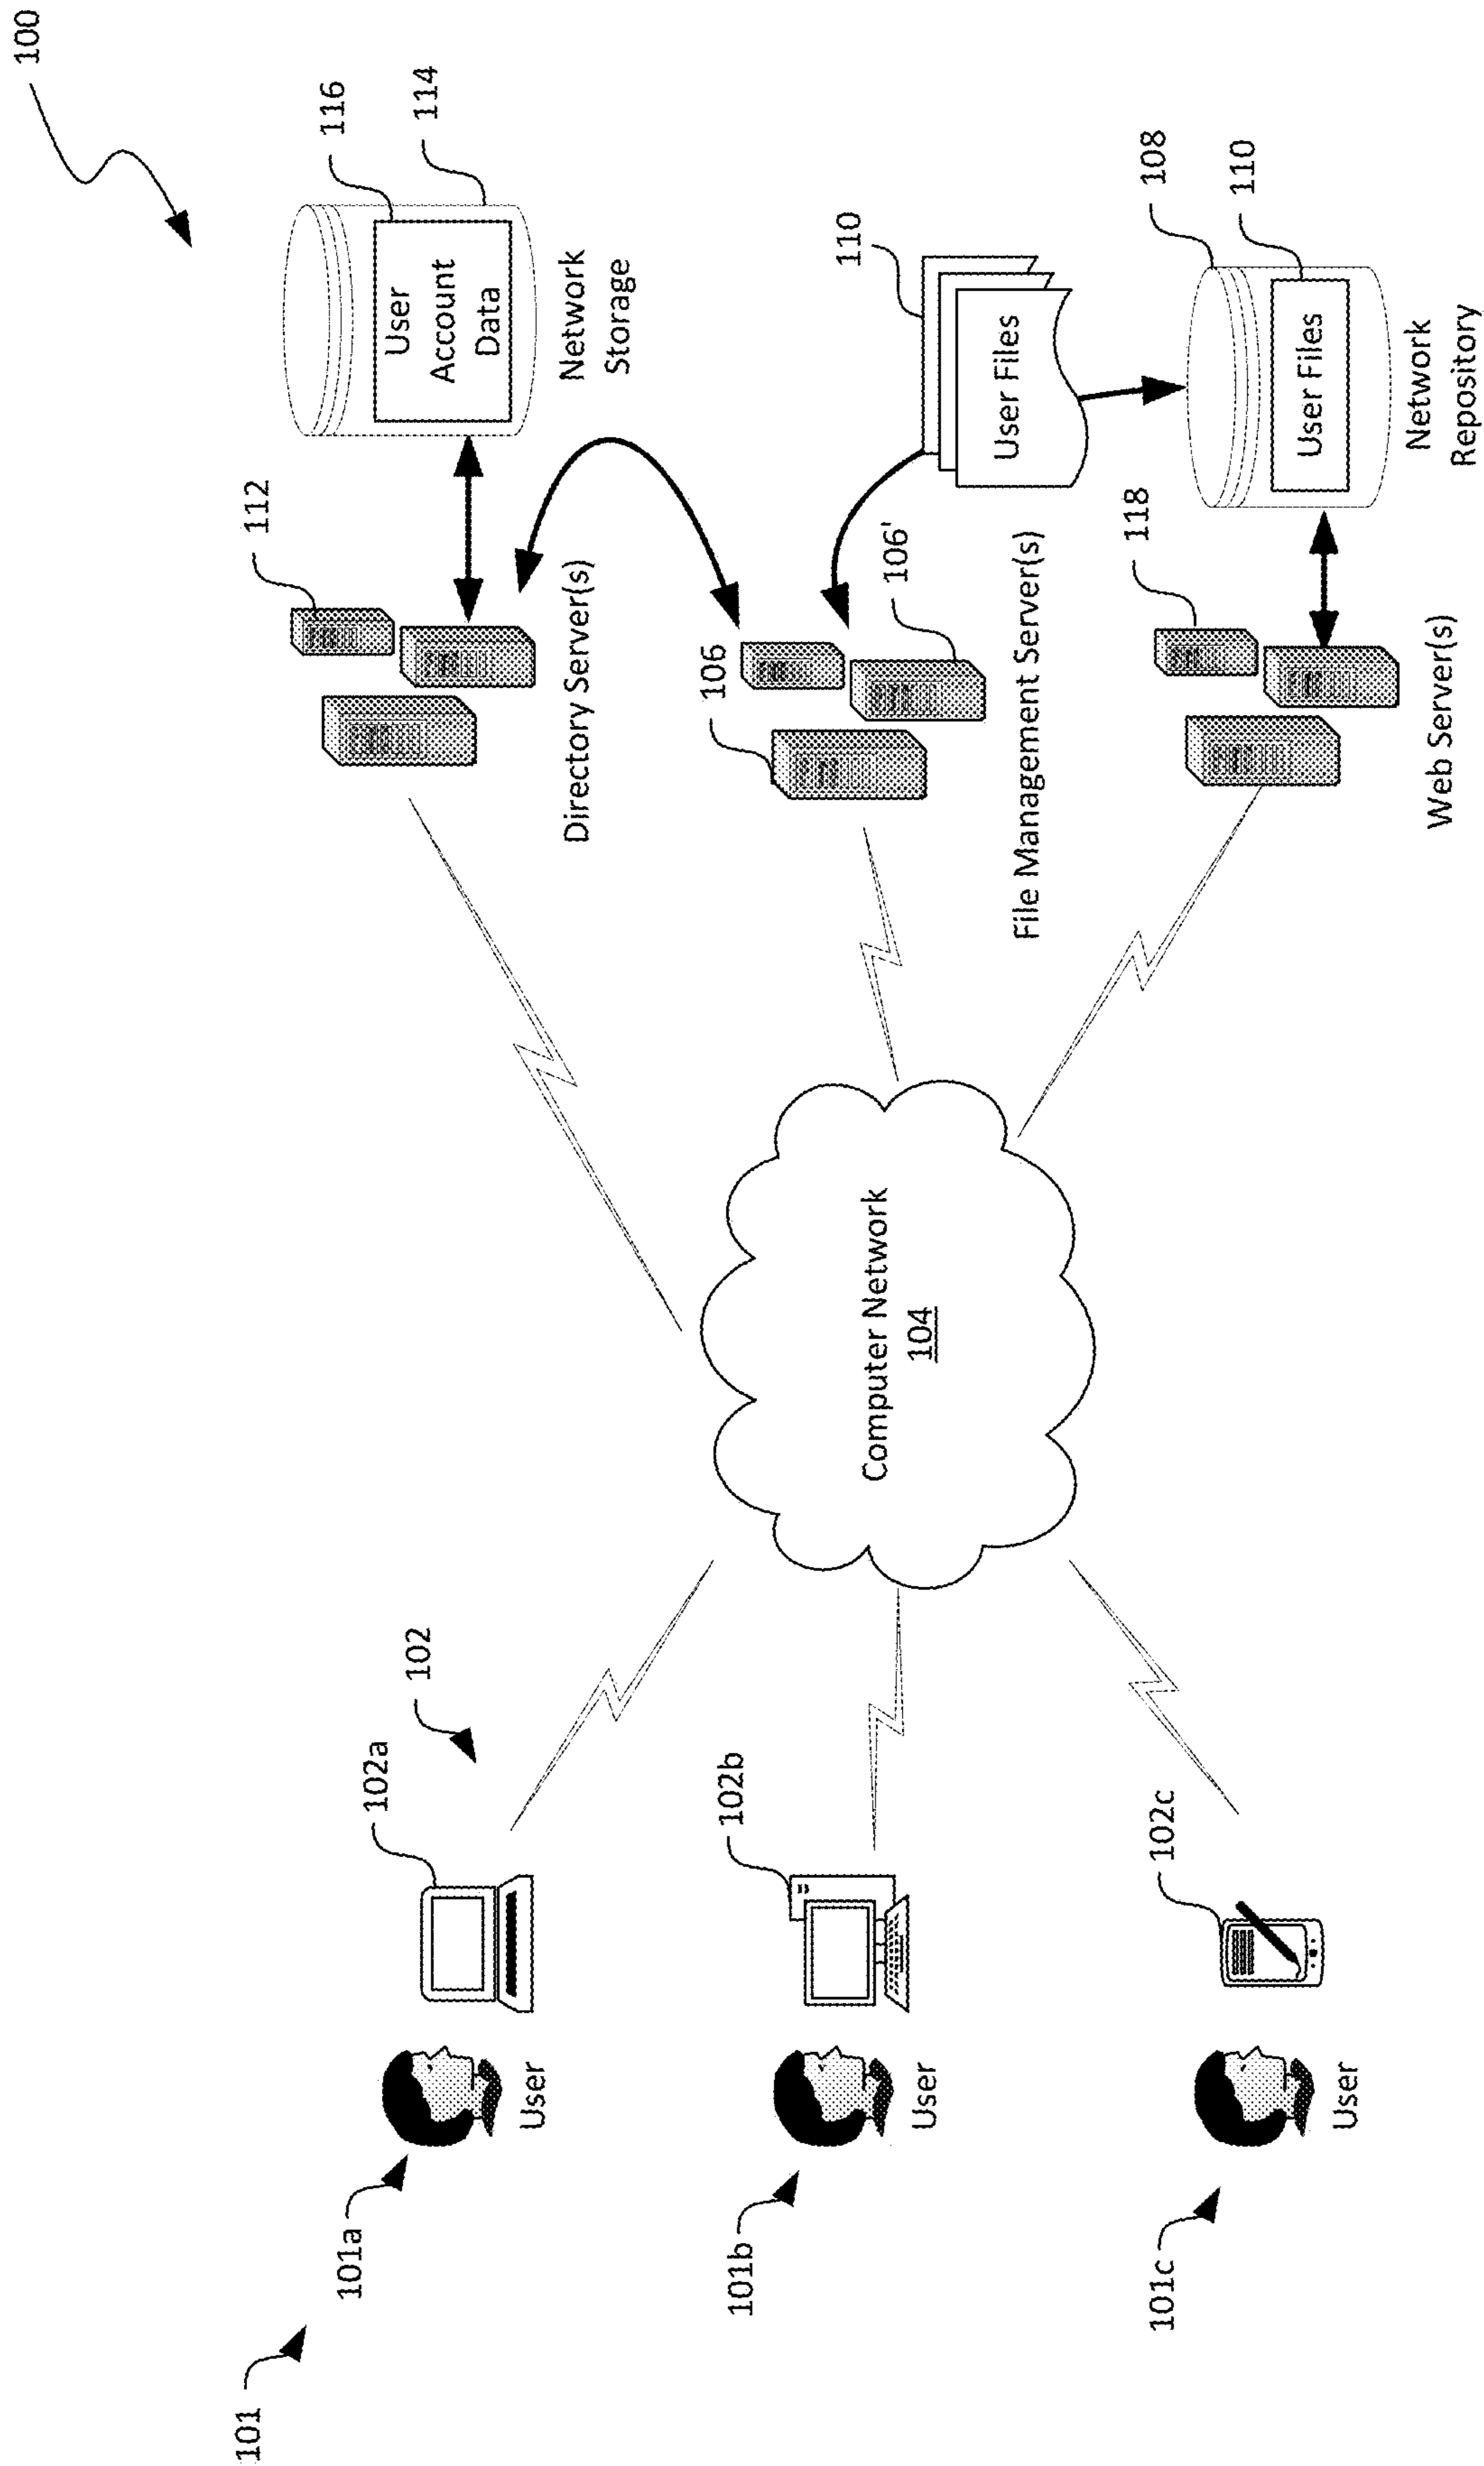 100
101
101a
User
102
102a
101b
User
102b
101c
User
102c
Computer Network
104
112
Directory Server(s)
116
114
User
Account
Data
Network
Storage
106
106'
File Management Server(s)
110
User Files
118
Web Server(s)
108
110
User Files
Network
Repository